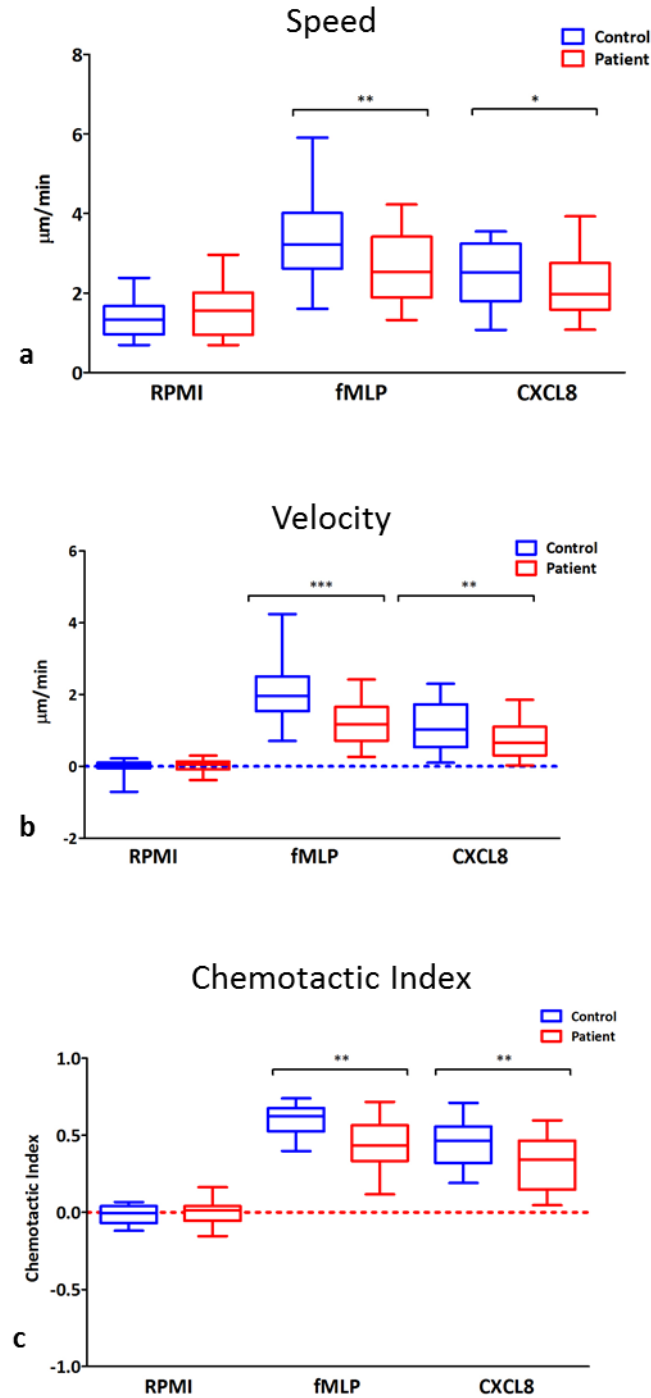 Speed
Control
Patient
8
6
4
2
0
μm/min
** *
a
RPMI fMLP CXCL8
Velocity
Control
Patient
6
4
2
0
-2
μm/min
*** **
b
RPMI fMLP CXCL8
Chemotactic Index
Control
Patient
1.0
0.5
0.0
-0.5
-1.0
Chemotactic Index
** **
c
RPMI fMLP CXCL8